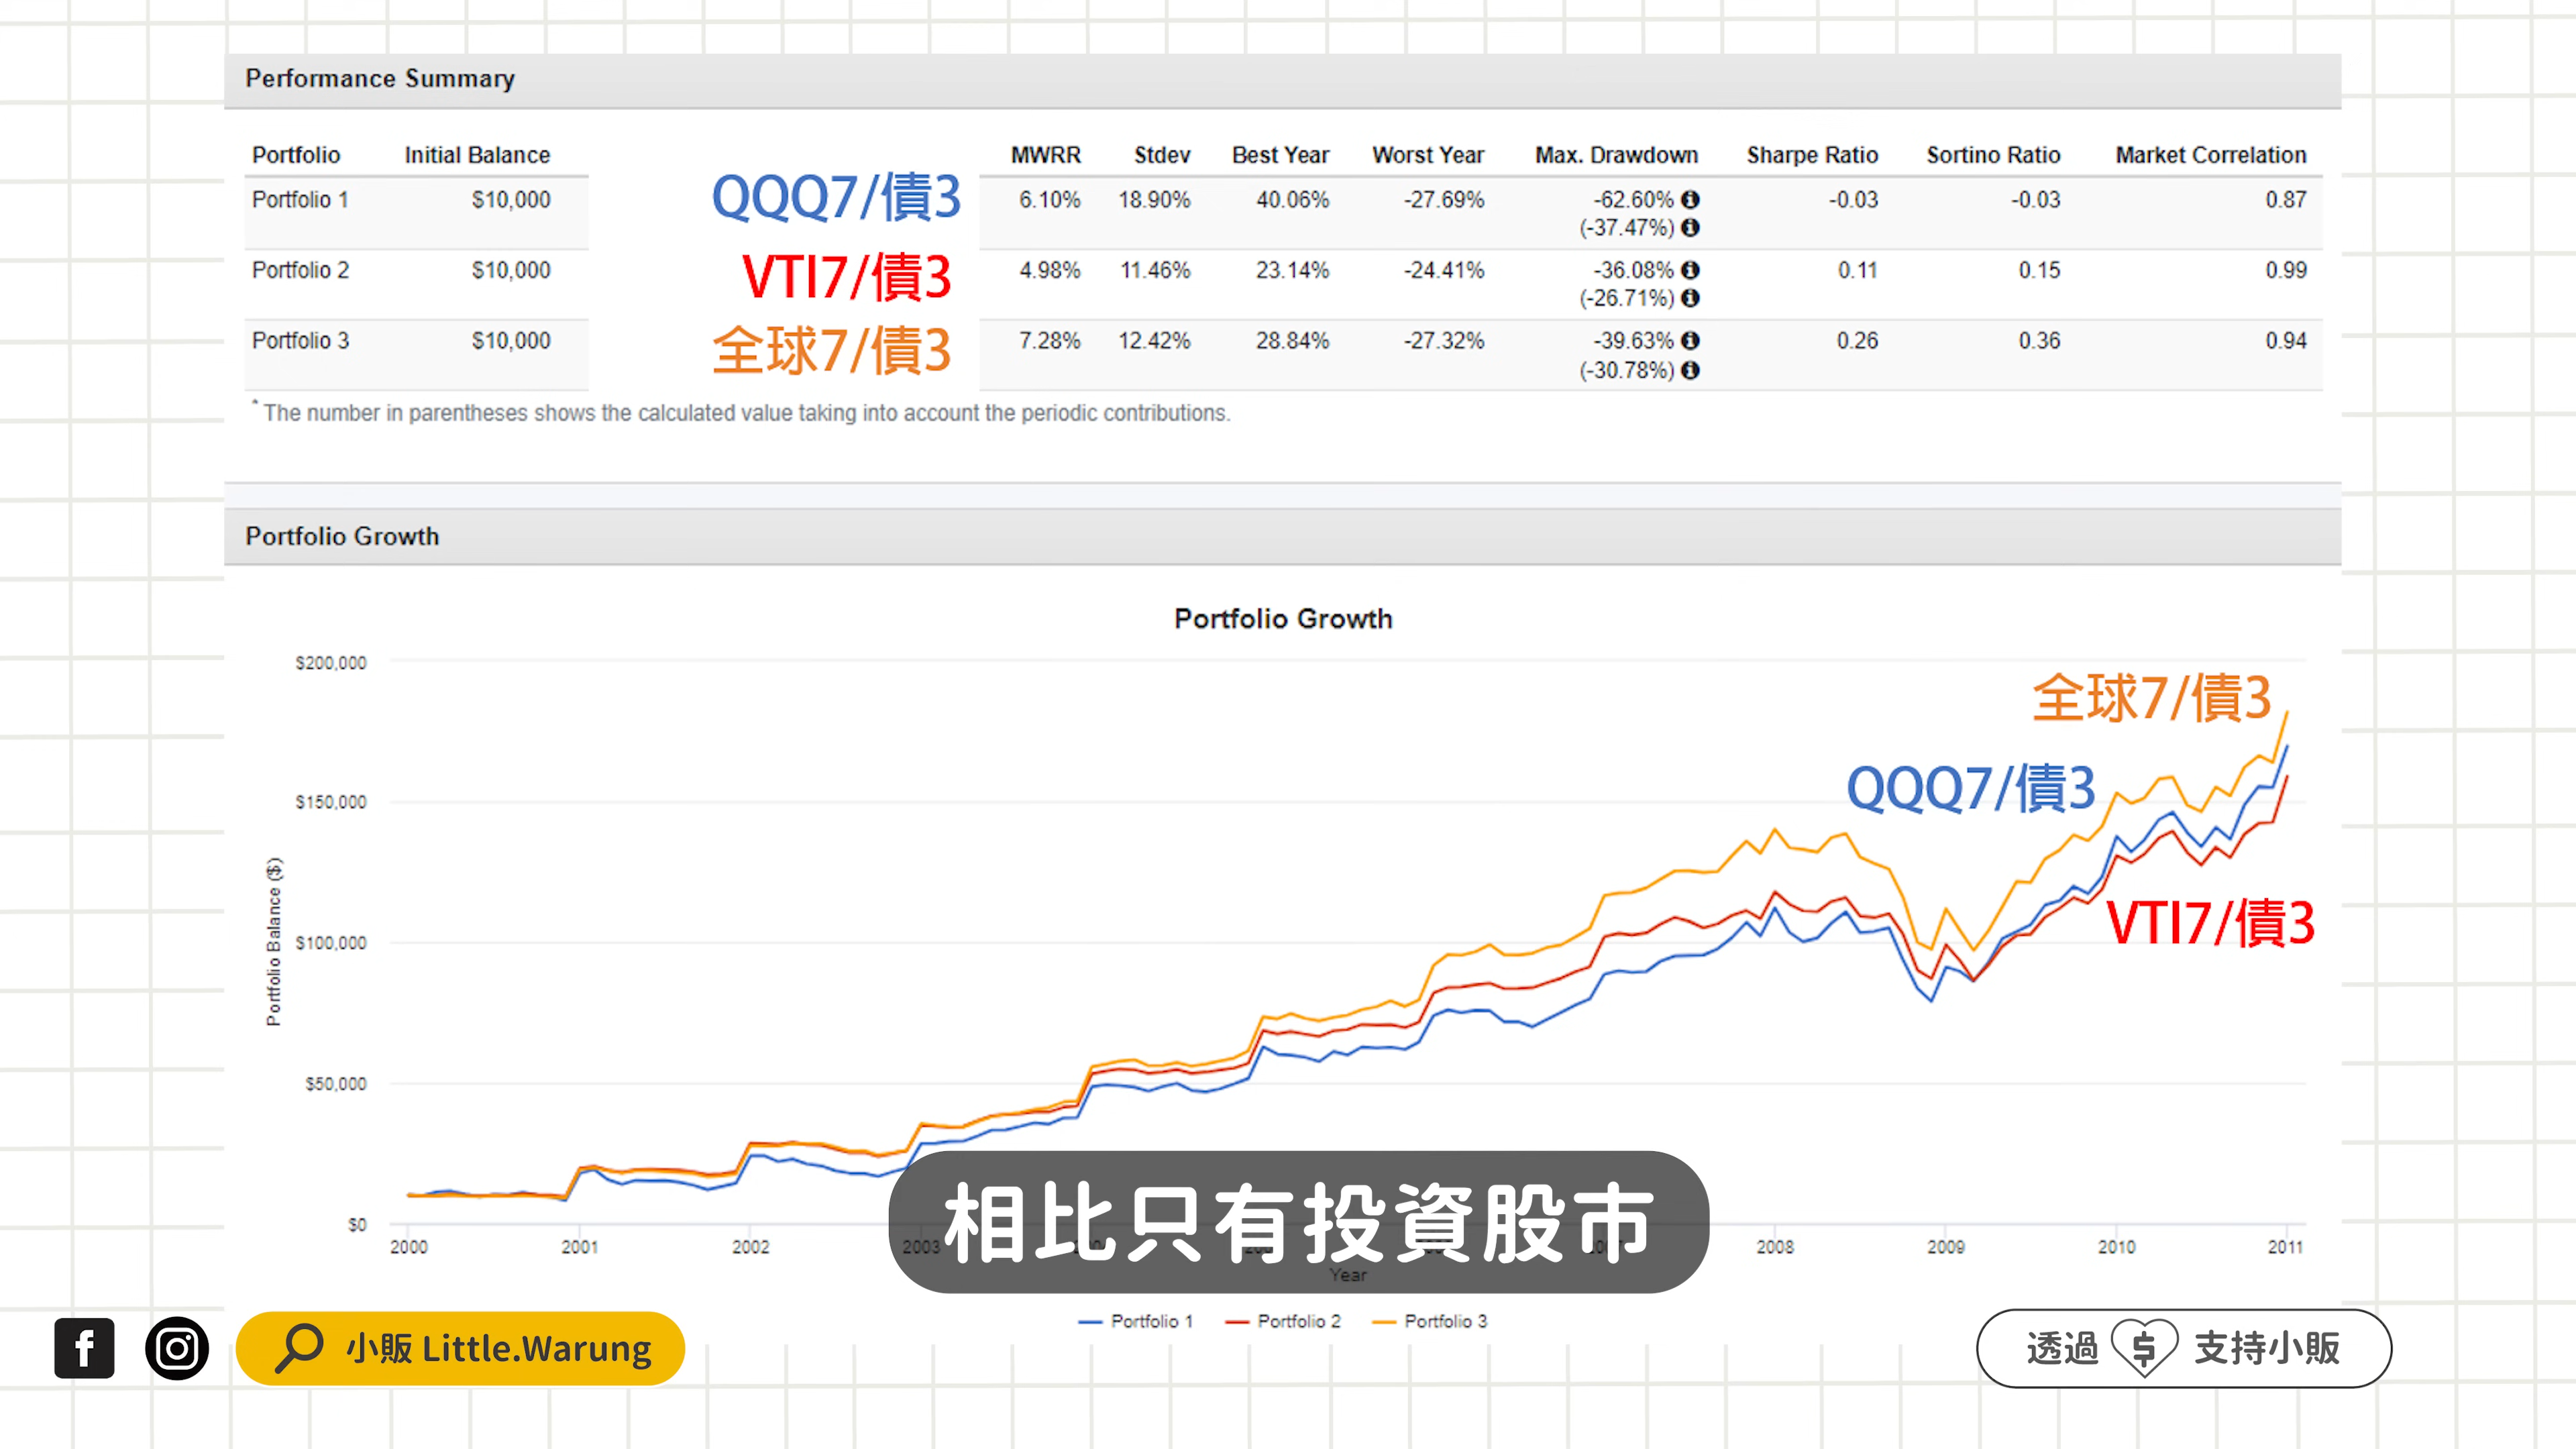 Performance Summary
Portfolio Initial Balance MWRR Stdev Best Year Worst Year Max. Drawdown Sharpe Ratio Sortino Ratio Market Correlation
Portfolio 1 $10,000 QQQ7/債3 6.10% 18.90% 40.06% -27.69% -62.60% -0.03 -0.03 0.87
(-37.47%)
Portfolio 2 $10,000 VTI7/債3 4.98% 11.46% 23.14% -24.41% -36.08% 0.11 0.15 0.99
(-26.71%)
Portfolio 3 $10,000 全球7/債3 7.28% 12.42% 28.84% -27.32% -39.63% 0.26 0.36 0.94
(-30.78%)
* The number in parentheses shows the calculated value taking into account the periodic contributions.
Portfolio Growth
Portfolio Growth
$200,000
全球7/債3
QQQ7/債3
$150,000
VTI7/債3
Portfolio Balance ($)
$100,000
$50,000
$0
相比只有投資股市
2000 2001 2002 2003 2008 2009 2010 2011
Year
Portfolio 1 Portfolio 2 Portfolio 3
小販 Little.Warung
透過 $ 支持小販